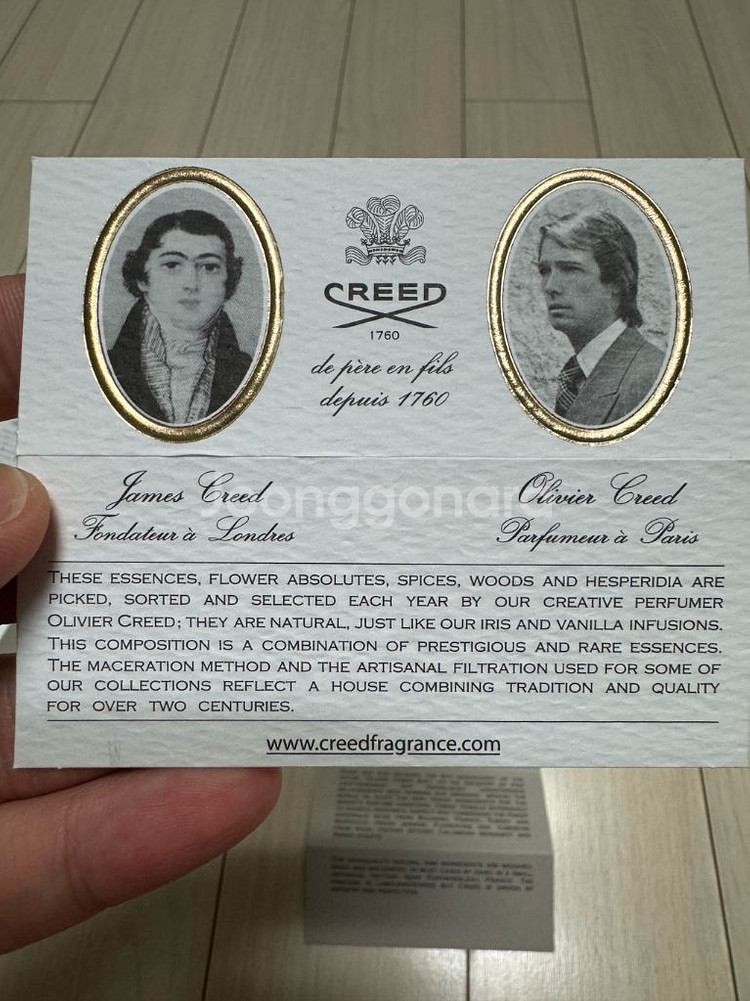 CREED
1760
de père en fils
depuis 1760
James Creed
Fondateur à Londres
Olivier Creed
Parfumeur à Paris
THESE ESSENCES, FLOWER ABSOLUTES, SPICES, WOODS AND HESPERIDIA ARE
PICKED, SORTED AND SELECTED EACH YEAR BY OUR CREATIVE PERFUMER
OLIVIER CREED; THEY ARE NATURAL, JUST LIKE OUR IRIS AND VANILLA INFUSIONS.
THIS COMPOSITION IS A COMBINATION OF PRESTIGIOUS AND RARE ESSENCES.
THE MACERATION METHOD AND THE ARTISANAL FILTRATION USED FOR SOME OF
OUR COLLECTIONS REFLECT A HOUSE COMBINING TRADITION AND QUALITY
FOR OVER TWO CENTURIES.
www.creedfragrance.com